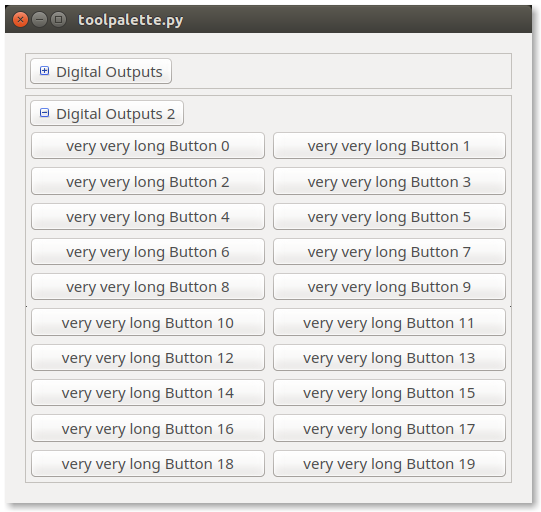 toolpalette.py
Digital Outputs
Digital Outputs 2
very very long Button 0 very very long Button 1
very very long Button 2 very very long Button 3
very very long Button 4 very very long Button 5
very very long Button 6 very very long Button 7
very very long Button 8 very very long Button 9
very very long Button 10 very very long Button 11
very very long Button 12 very very long Button 13
very very long Button 14 very very long Button 15
very very long Button 16 very very long Button 17
very very long Button 18 very very long Button 19